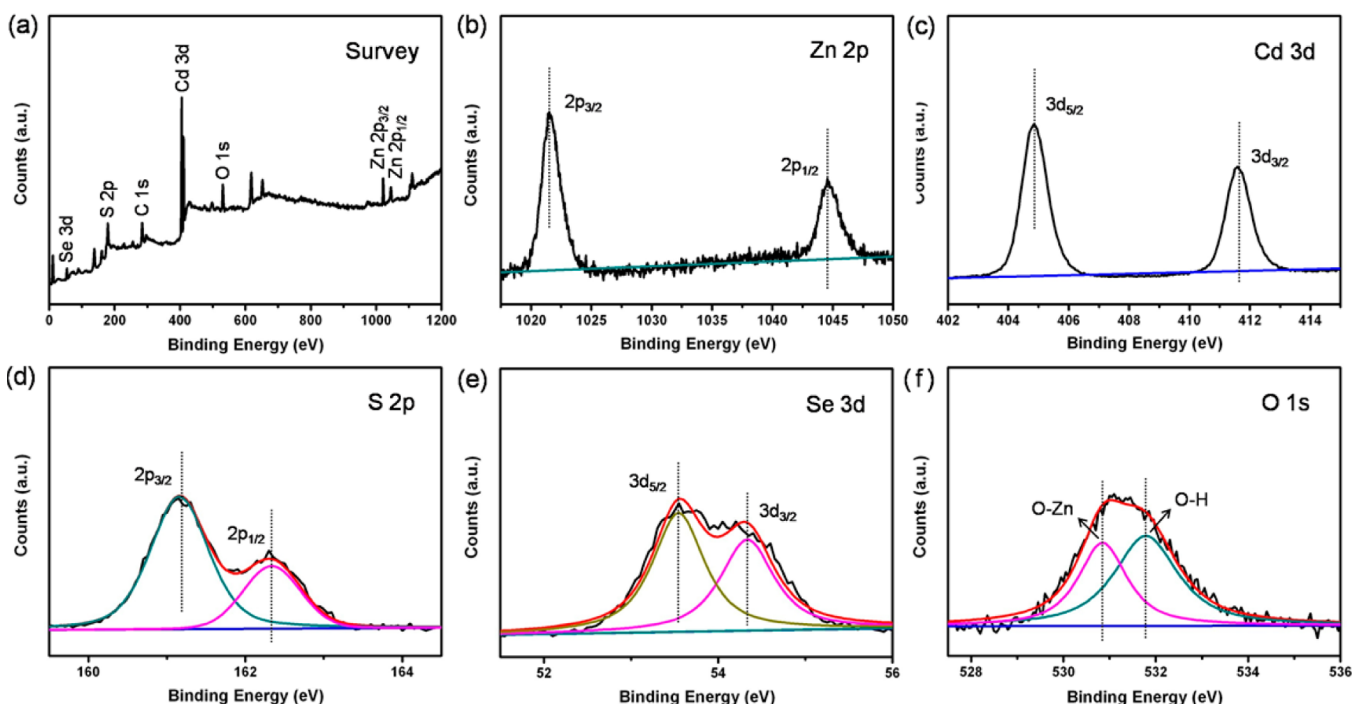 (a)
Survey
Counts (a.u.)
Se 3d
S 2p
C 1s
Cd 3d
O 1s
Zn 2p3/2
Zn 2p1/2
0 200 400 600 800 1000 1200
Binding Energy (eV)
(b)
Zn 2p
Counts (a.u.)
2p3/2
2p1/2
1020 1025 1030 1035 1040 1045 1050
Binding Energy (eV)
(c)
Cd 3d
Counts (a.u.)
3d5/2
3d3/2
402 404 406 408 410 412 414
Binding Energy (eV)
(d)
S 2p
Counts (a.u.)
2p3/2
2p1/2
160 162 164
Binding Energy (eV)
(e)
Se 3d
Counts (a.u.)
3d5/2
3d3/2
52 54 56
Binding Energy (eV)
(f)
O 1s
Counts (a.u.)
O-Zn
O-H
528 530 532 534 536
Binding Energy (eV)